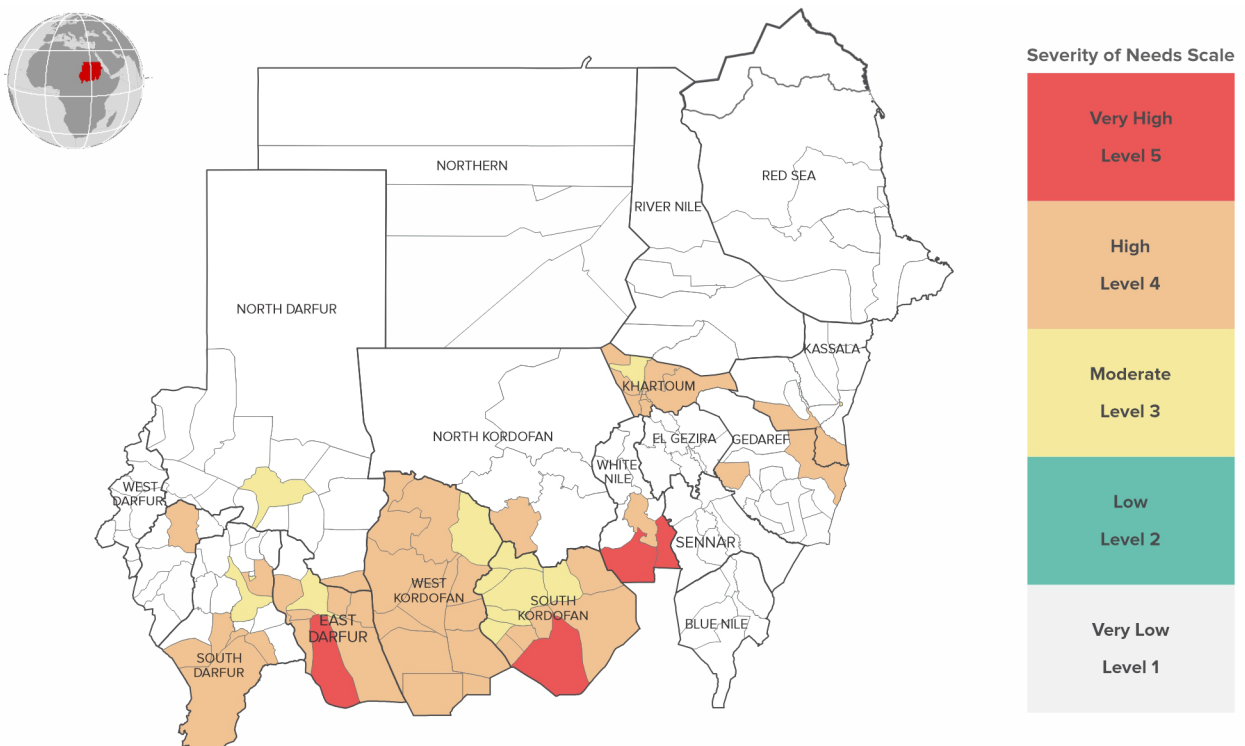 Severity of Needs Scale
Very High
Level 5
High
Level 4
Moderate
Level 3
Low
Level 2
Very Low
Level 1
NORTHERN
RED SEA
RIVER NILE
NORTH DARFUR
KASSALA
KHARTOUM
NORTH KORDOFAN
EL GEZIRA
GEDAREF
WHITE
NILE
WEST
DARFUR
SENNAR
WEST
KORDOFAN
SOUTH
KORDOFAN
EAST
DARFUR
BLUE NILE
SOUTH
DARFUR